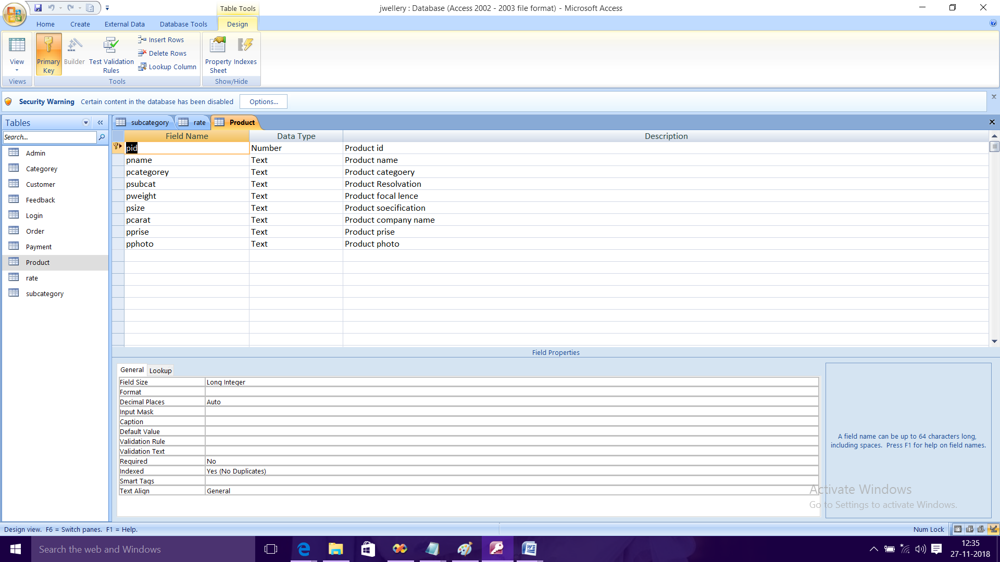 Table Tools
jwellery : Database (Access 2002 - 2003 file format) - Microsoft Access
Home Create External Data Database Tools Design
View
Primary Key
Builder
Test Validation Rules
Insert Rows
Delete Rows
Lookup Column
Property Sheet
Indexes
Views Tools Show/Hide
Security Warning Certain content in the database has been disabled Options...
Tables
Search...
Admin
Categorey
Customer
Feedback
Login
Order
Payment
Product
rate
subcategory
subcategory rate Product
Field Name Data Type Description
pid Number Product id
pname Text Product name
pcategorey Text Product categoery
psubcat Text Product Resolvation
pweight Text Product focal lence
psize Text Product soecification
pcarat Text Product company name
pprise Text Product prise
pphoto Text Product photo
Field Properties
General Lookup
Field Size Long Integer
Format
Decimal Places Auto
Input Mask
Caption
Default Value
Validation Rule
Validation Text
Required No
Indexed Yes (No Duplicates)
Smart Tags
Text Align General
A field name can be up to 64 characters long,
including spaces. Press F1 for help on field names.
Activate Windows
Go to Settings to activate Windows.
Design view. F6 = Switch panes. F1 = Help.
Num Lock
Search the web and Windows
12:35
27-11-2018